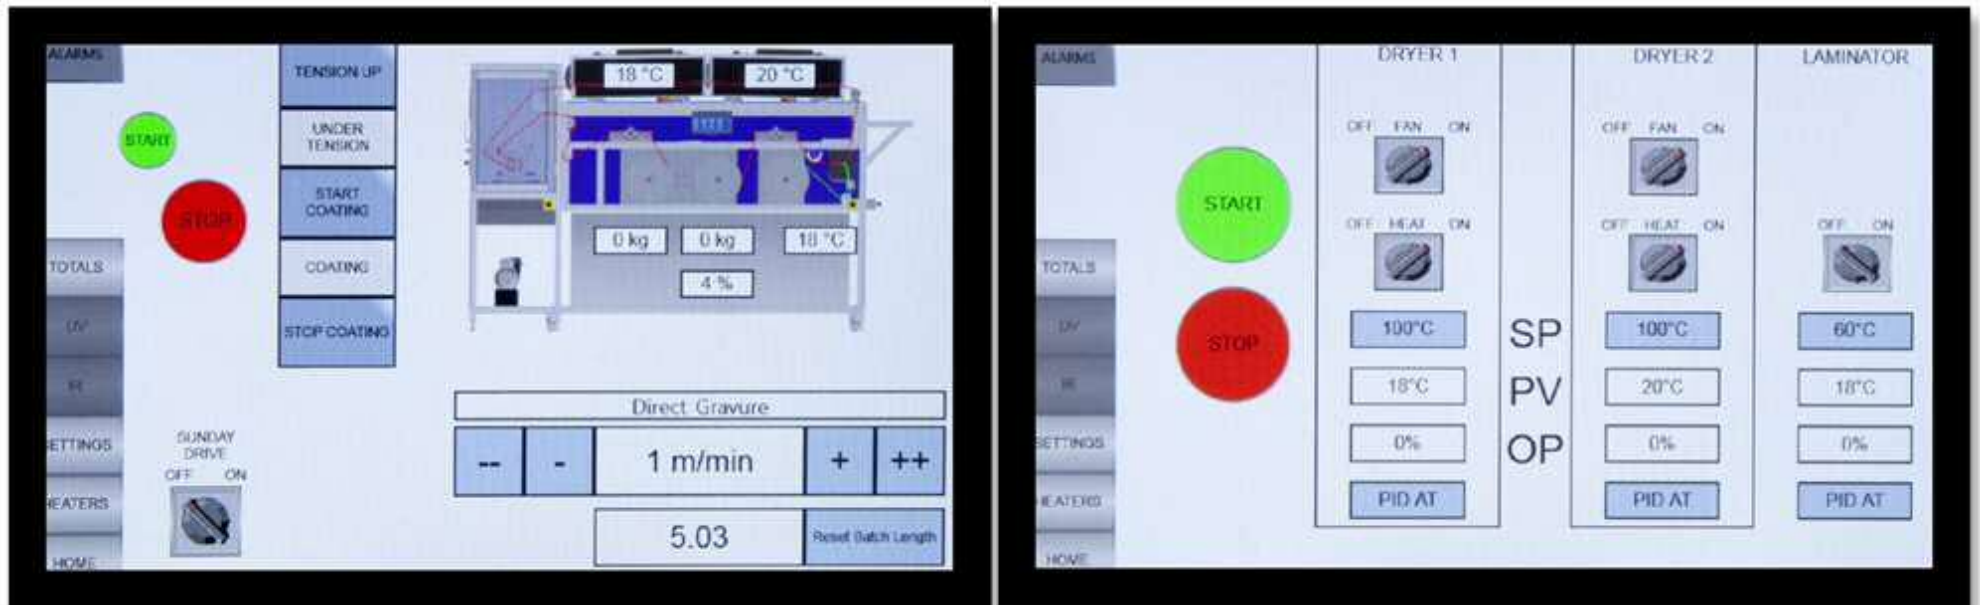 ALARMS
START
STOP
TOTALS
UV
IR
SETTINGS
HEATERS
HOME
SUNDAY
DRIVE
OFF ON
TENSION UP
UNDER
TENSION
START
COATING
COATING
STOP COATING
18 °C 20 °C
0 kg 0 kg 18 °C
4 %
Direct Gravure
-- - 1 m/min + ++
5.03 Reset Batch Length
ALARMS
TOTALS
UV
IR
SETTINGS
HEATERS
HOME
START
STOP
DRYER 1 DRYER 2 LAMINATOR
OFF FAN ON OFF FAN ON
OFF HEAT ON OFF HEAT ON OFF ON
100°C SP 100°C 60°C
18°C PV 20°C 18°C
0% OP 0% 0%
PID AT PID AT PID AT